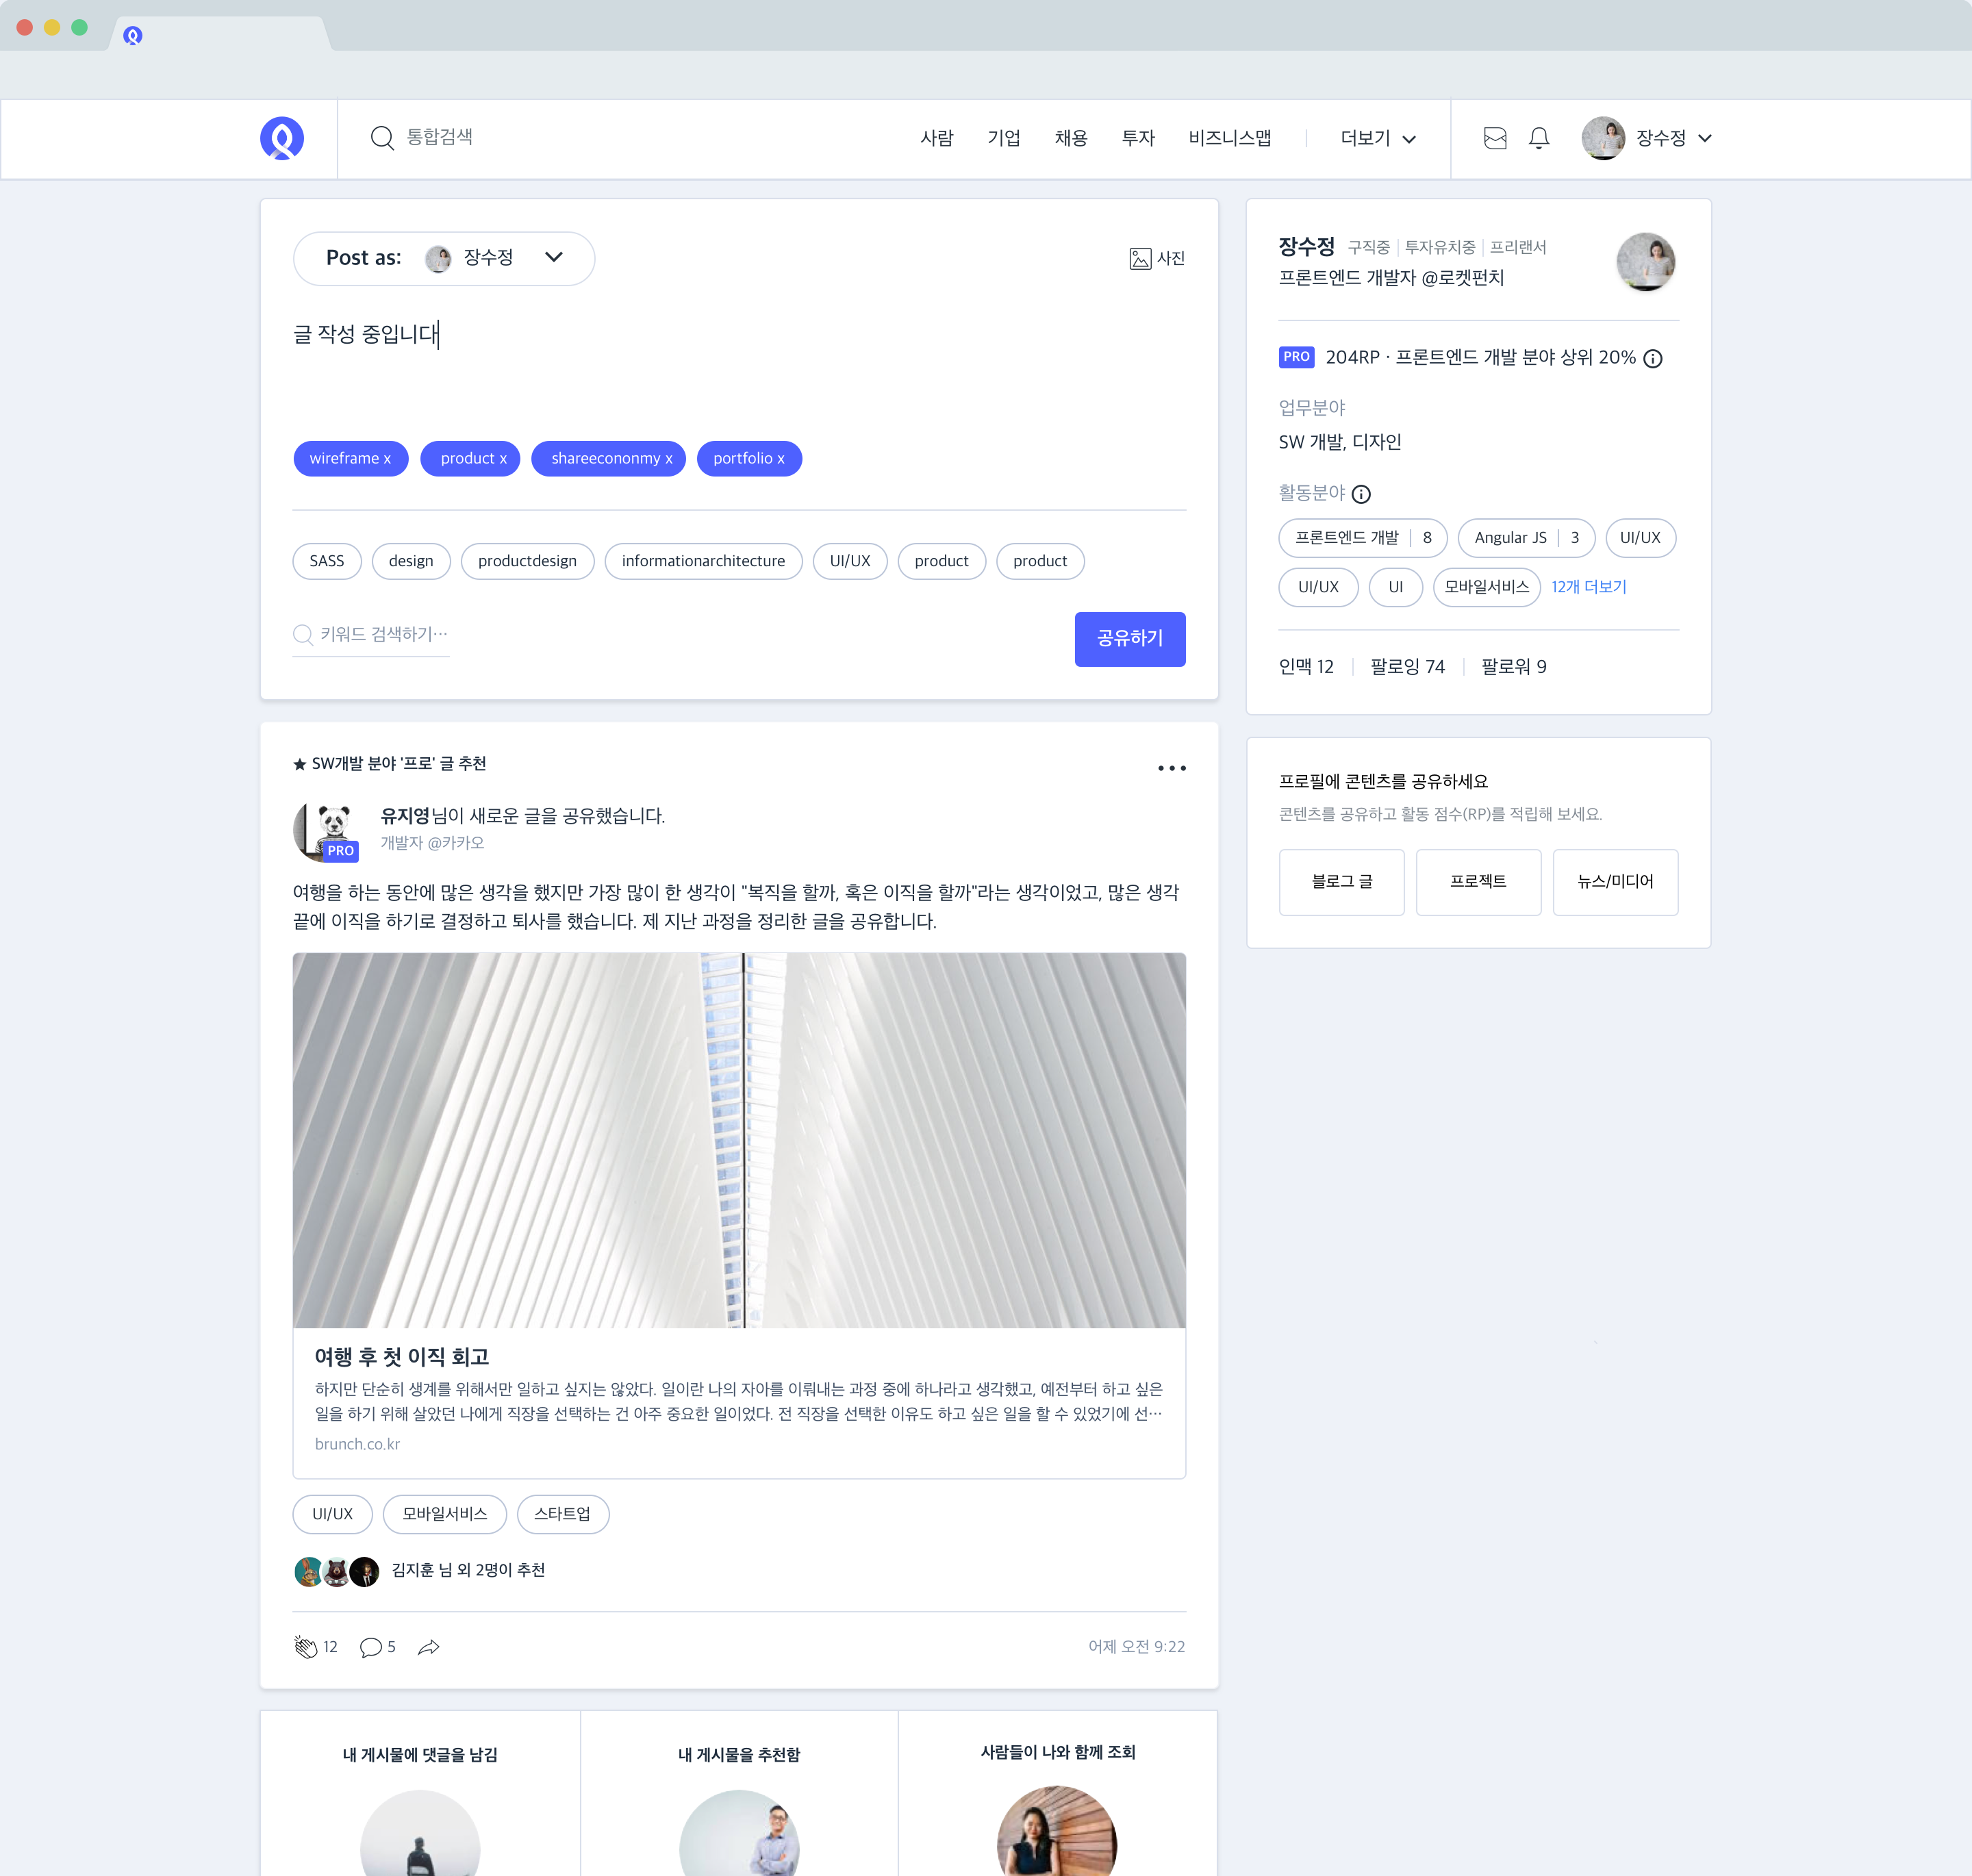 통합검색
사람 기업 채용 투자 비즈니스맵 더보기
장수정
Post as: 장수정
사진
글 작성 중입니다
wireframe x product x shareecononmy x portfolio x
SASS design productdesign informationarchitecture UI/UX product product
키워드 검색하기…
공유하기
장수정 구직중 투자유치중 프리랜서
프론트엔드 개발자 @로켓펀치
PRO 204RP · 프론트엔드 개발 분야 상위 20%
업무분야
SW 개발, 디자인
활동분야
프론트엔드 개발 8 Angular JS 3 UI/UX
UI/UX UI 모바일서비스 12개 더보기
인맥 12 팔로잉 74 팔로워 9
프로필에 콘텐츠를 공유하세요
콘텐츠를 공유하고 활동 점수(RP)를 적립해 보세요.
블로그 글 프로젝트 뉴스/미디어
★ SW개발 분야 '프로' 글 추천
유지영님이 새로운 글을 공유했습니다.
개발자 @카카오
PRO
여행을 하는 동안에 많은 생각을 했지만 가장 많이 한 생각이 "복직을 할까, 혹은 이직을 할까"라는 생각이었고, 많은 생각
끝에 이직을 하기로 결정하고 퇴사를 했습니다. 제 지난 과정을 정리한 글을 공유합니다.
여행 후 첫 이직 회고
하지만 단순히 생계를 위해서만 일하고 싶지는 않았다. 일이란 나의 자아를 이뤄내는 과정 중에 하나라고 생각했고, 예전부터 하고 싶은
일을 하기 위해 살았던 나에게 직장을 선택하는 건 아주 중요한 일이었다. 전 직장을 선택한 이유도 하고 싶은 일을 할 수 있었기에 선…
brunch.co.kr
UI/UX 모바일서비스 스타트업
김지훈 님 외 2명이 추천
12 5
어제 오전 9:22
내 게시물에 댓글을 남김
내 게시물을 추천함
사람들이 나와 함께 조회